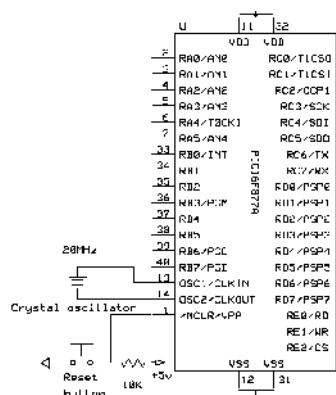 U 11 32
VDD VDD
2 RA0/AN0 RC0/T1CSO
3 RA1/AN1 RC1/T1CSI
4 RA2/AN2 RC2/CCP1
5 RA3/AN3 RC3/SCK
6 RA4/T0CKI RC4/SDI
7 RA5/AN4 RC5/SDO
33 RB0/INT RC6/TX
34 RB1 RC7/RX
35 RB2 RD0/PSP0
36 RB3/PGM RD1/PSP1
37 RB4 RD2/PSP2
38 RB5 RD3/PSP3
39 RB6/PGC RD4/PSP4
40 RB7/PGD RD5/PSP5
13 OSC1/CLKIN RD6/PSP6
14 OSC2/CLKOUT RD7/PSP7
1 /MCLR/VPP RE0/RD
RE1/WR
RE2/CS
PIC16F877A
VSS VSS
12 31
20MHz
Crystal oscillator
Reset
button
10K
+5v